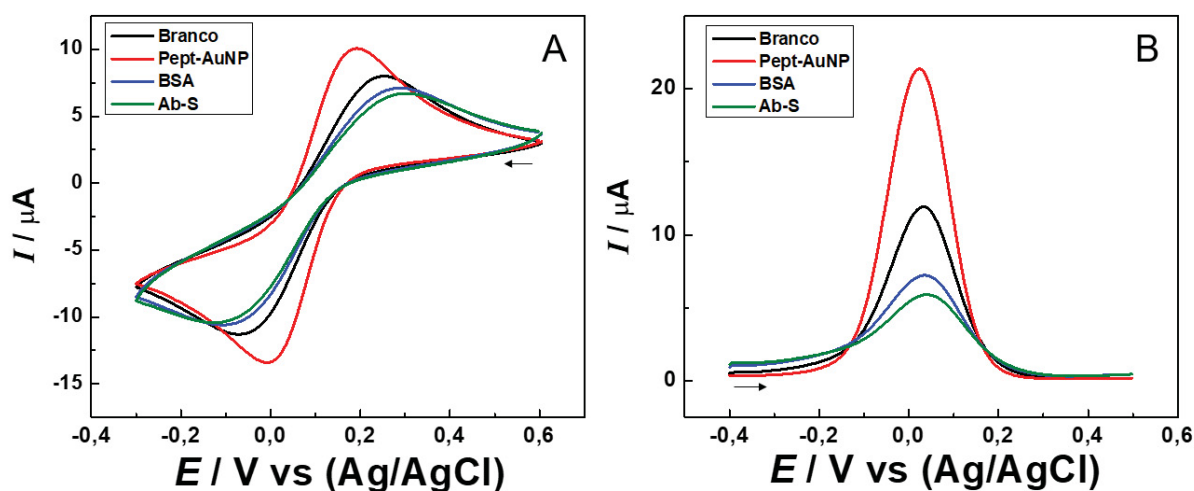 A
Branco
Pept-AuNP
BSA
Ab-S
I / μA
10
5
0
-5
-10
-15
-0,4 -0,2 0,0 0,2 0,4 0,6
E / V vs (Ag/AgCl)
B
Branco
Pept-AuNP
BSA
Ab-S
I / μA
20
10
0
-0,4 -0,2 0,0 0,2 0,4 0,6
E / V vs (Ag/AgCl)